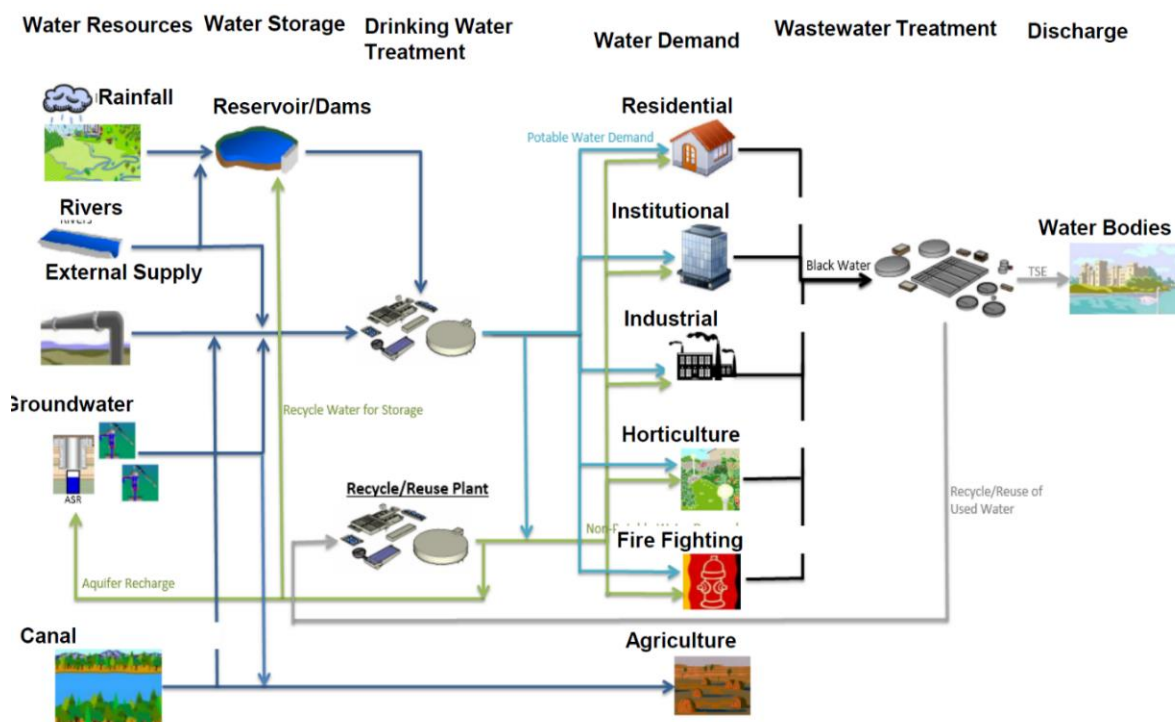 Water Resources
Water Storage
Drinking Water
Treatment
Water Demand
Wastewater Treatment
Discharge
Rainfall
Reservoir/Dams
Residential
Potable Water Demand
Rivers
Institutional
Water Bodies
External Supply
Black Water
TSE
Industrial
Groundwater
Recycle Water for Storage
Horticulture
ASR
Recycle/Reuse Plant
Recycle/Reuse of
Used Water
Fire Fighting
Aquifer Recharge
Canal
Agriculture